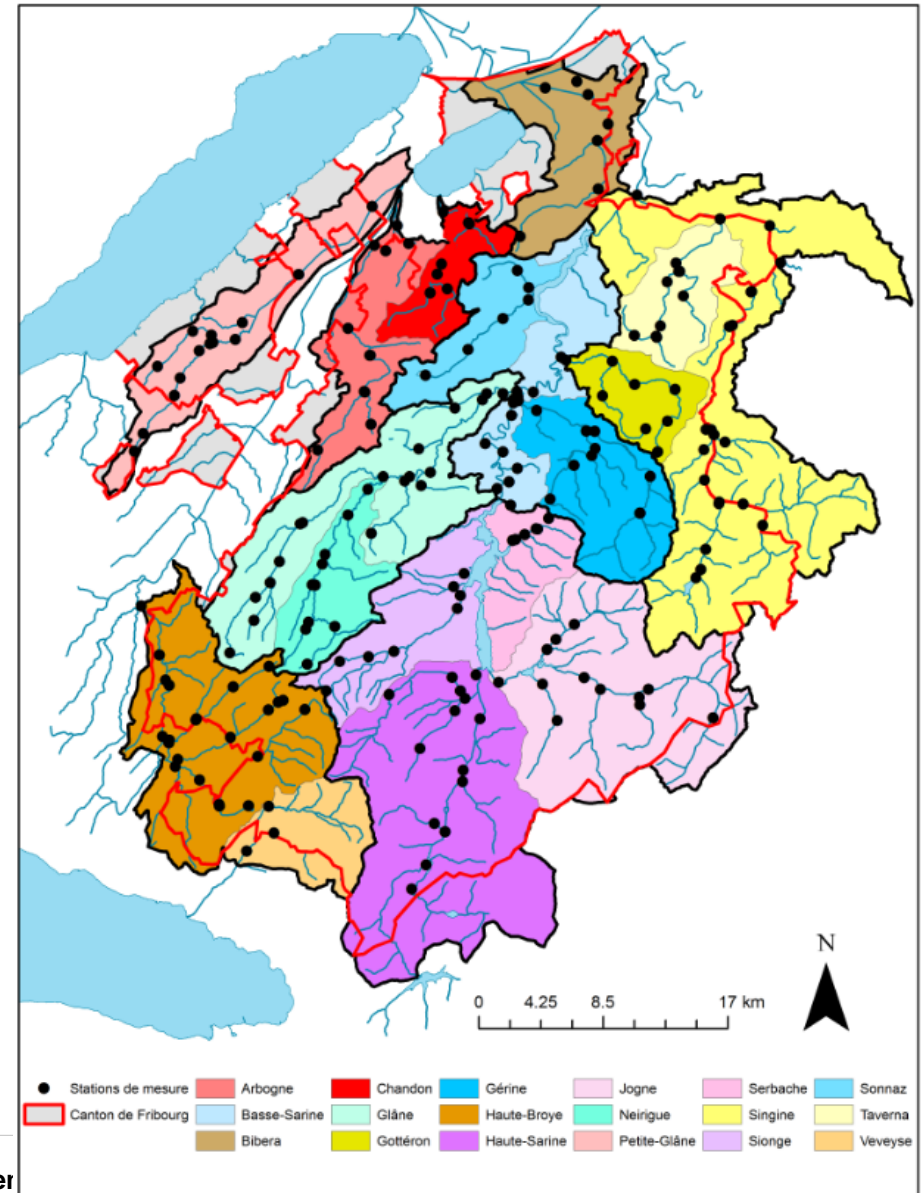 N
0 4.25 8.5 17 km
Stations de mesure Arbogne Chandon Gérine Jogne Serbache Sonnaz
Canton de Fribourg Basse-Sarine Glâne Haute-Broye Neirigue Singine Taverna
Bibera Gottéron Haute-Sarine Petite-Glâne Sionge Veveyse
er